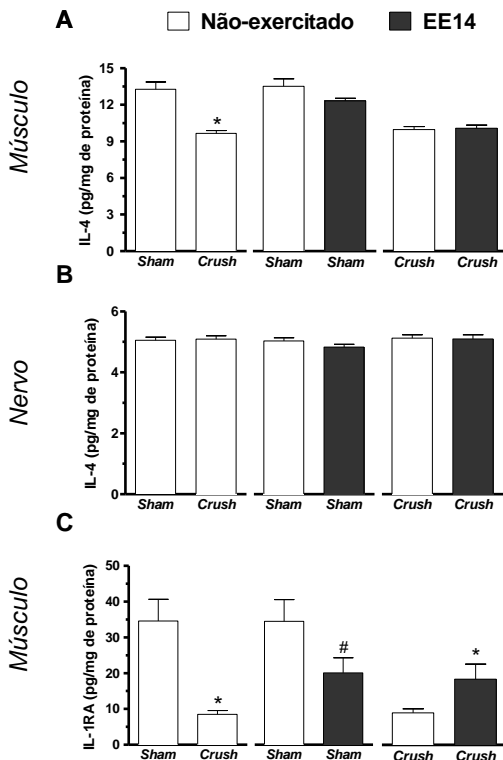 A
Não-exercitado EE14
Músculo
IL-4 (pg/mg de proteína)
15
12
9
6
3
0
*
Sham Crush Sham Sham Crush Crush
B
Nervo
IL-4 (pg/mg de proteína)
6
4
2
0
Sham Crush Sham Sham Crush Crush
C
Músculo
IL-1RA (pg/mg de proteína)
50
40
30
20
10
0
* # *
Sham Crush Sham Sham Crush Crush